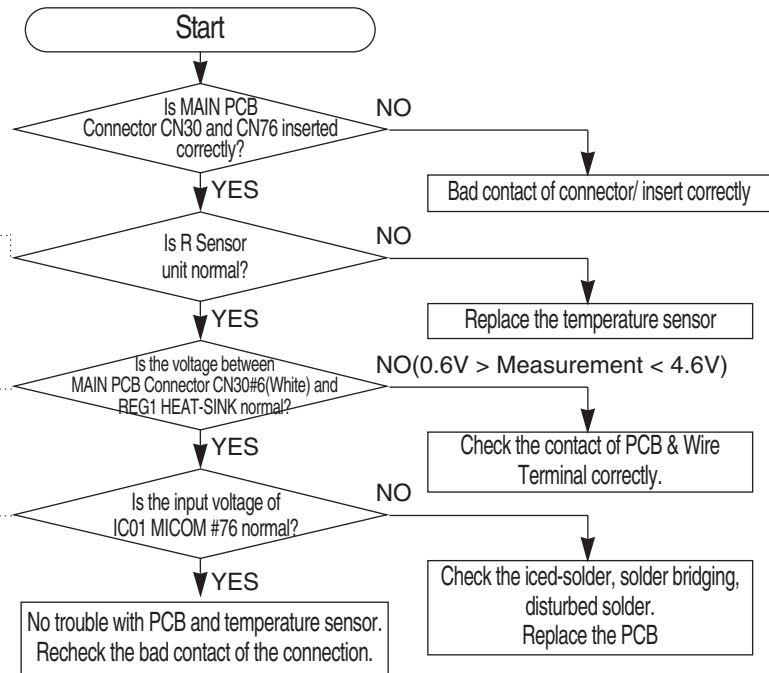 Start
Is MAIN PCB
Connector CN30 and CN76 inserted
correctly?
NO
Bad contact of connector/ insert correctly
YES
Is R Sensor
unit normal?
NO
Replace the temperature sensor
YES
Is the voltage between
MAIN PCB Connector CN30#6(White) and
REG1 HEAT-SINK normal?
NO(0.6V > Measurement < 4.6V)
Check the contact of PCB & Wire
Terminal correctly.
YES
Is the input voltage of
IC01 MICOM #76 normal?
NO
Check the iced-solder, solder bridging,
disturbed solder.
Replace the PCB
YES
No trouble with PCB and temperature sensor.
Recheck the bad contact of the connection.